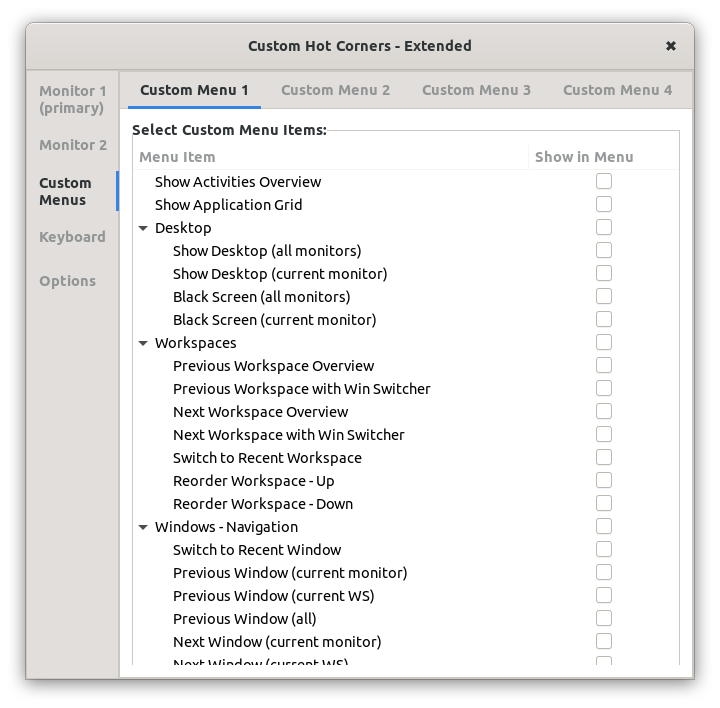 Custom Hot Corners - Extended
Monitor 1
(primary)
Monitor 2
Custom
Menus
Keyboard
Options
Custom Menu 1 Custom Menu 2 Custom Menu 3 Custom Menu 4
Select Custom Menu Items:
Menu Item Show in Menu
Show Activities Overview
Show Application Grid
Desktop
Show Desktop (all monitors)
Show Desktop (current monitor)
Black Screen (all monitors)
Black Screen (current monitor)
Workspaces
Previous Workspace Overview
Previous Workspace with Win Switcher
Next Workspace Overview
Next Workspace with Win Switcher
Switch to Recent Workspace
Reorder Workspace - Up
Reorder Workspace - Down
Windows - Navigation
Switch to Recent Window
Previous Window (current monitor)
Previous Window (current WS)
Previous Window (all)
Next Window (current monitor)
Next Window (current WS)